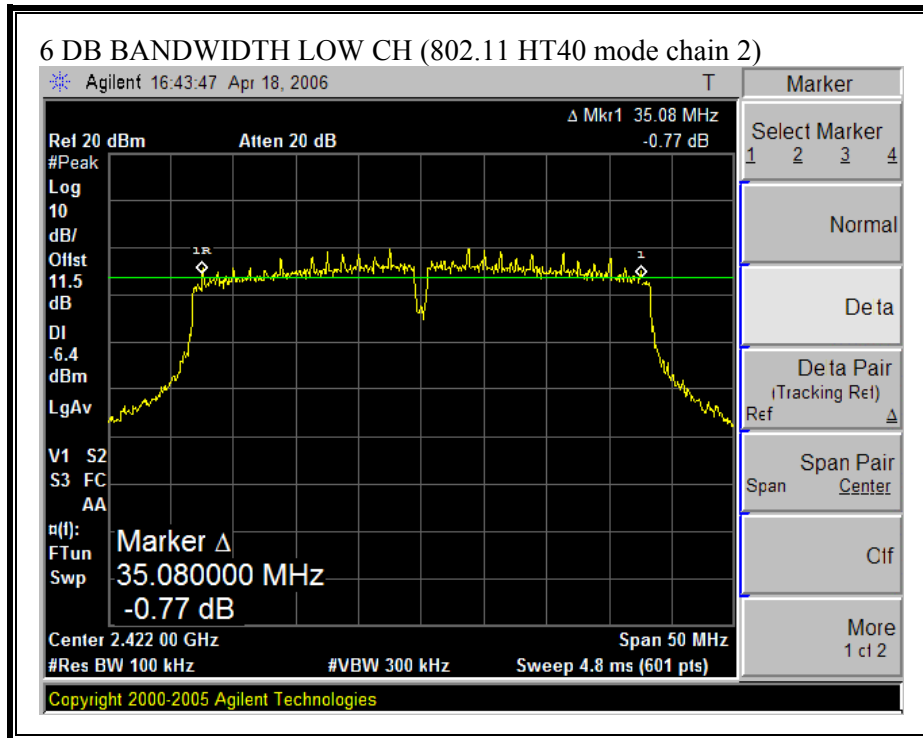 6 DB BANDWIDTH LOW CH (802.11 HT40 mode chain 2)
Agilent 16:43:47 Apr 18, 2006 T
Δ Mkr1 35.08 MHz
Ref 20 dBm Atten 20 dB -0.77 dB
#Peak
Log
10
dB/
Offst
11.5
dB
DI
-6.4
dBm
LgAv
V1 S2
S3 FC
AA
¤(f):
FTun
Swp
1R
1
Marker Δ
35.080000 MHz
-0.77 dB
Center 2.422 00 GHz Span 50 MHz
#Res BW 100 kHz #VBW 300 kHz Sweep 4.8 ms (601 pts)
Copyright 2000-2005 Agilent Technologies
Marker
Select Marker
1 2 3 4
Normal
Delta
Delta Pair
(Tracking Ref)
Ref Δ
Span Pair
Span Center
Off
More
1 of 2